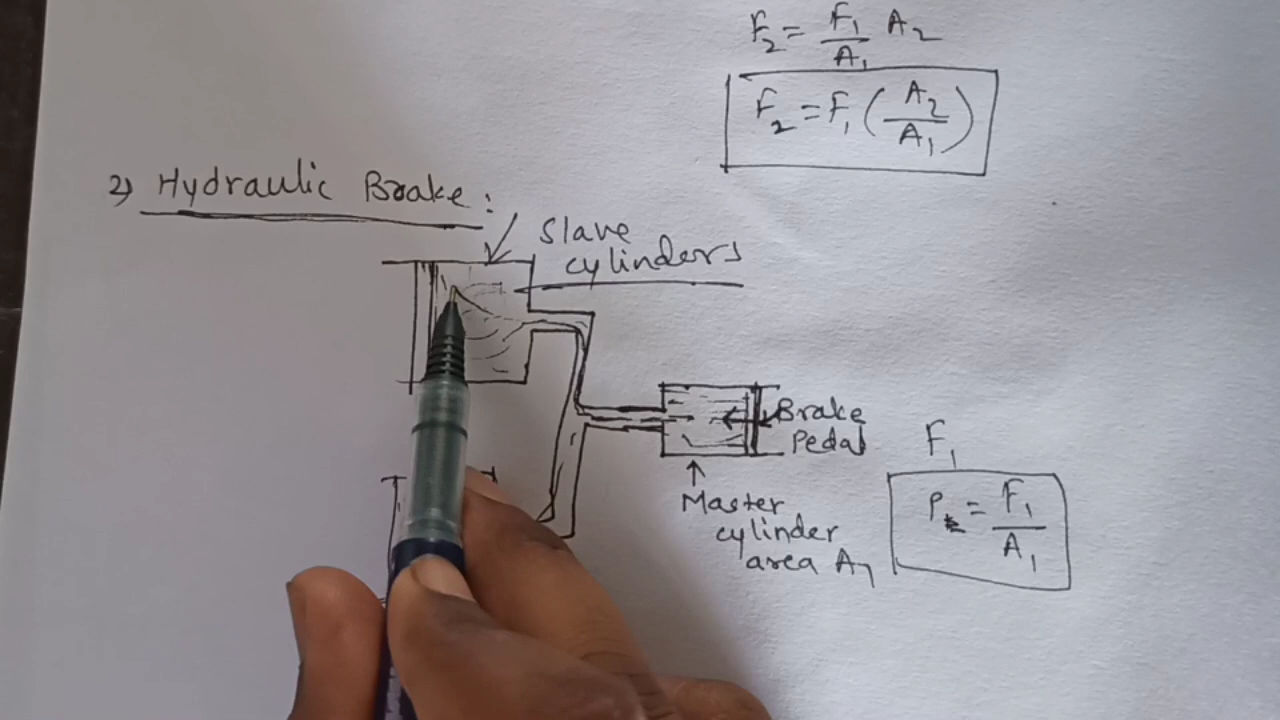 F₂ = F₁/A₁ A₂
F₂ = F₁ (A₂/A₁)
2) Hydraulic Brake:
Slave
cylinders
Brake
Pedal
F₁
Master
cylinder
area A₁
P = F₁/A₁